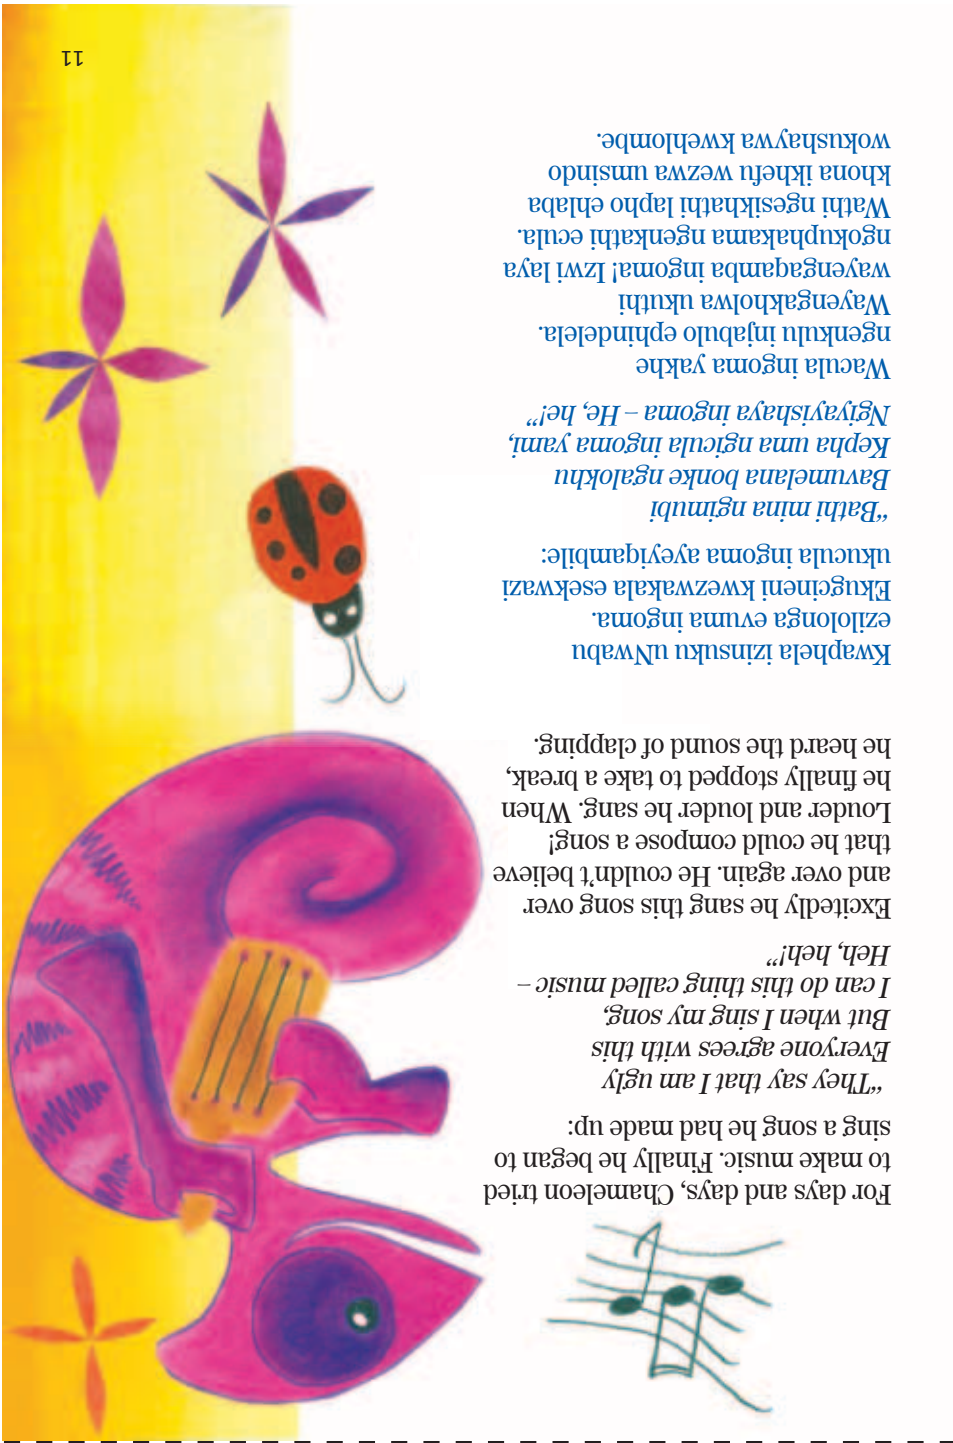 For days and days, Chameleon tried
to make music. Finally he began to
sing a song he had made up:
“They say that I am ugly
Everyone agrees with this
But when I sing my song,
I can do this thing called music –
Heh, heh!”
Excitedly he sang this song over
and over again. He couldn’t believe
that he could compose a song!
Louder and louder he sang. When
he finally stopped to take a break,
he heard the sound of clapping.
Kwaphela izinsuku uNwabu
ezilolonga evuma ingoma.
Ekugcineni kwezwakala esekwazi
ukucula ingoma ayeyiqambile:
“Bathi mina ngimubi
Bavumelana bonke ngalokhu
Kepha uma ngicula ingoma yami,
Ngiyayishaya ingoma – He, he!”
Wacula ingoma yakhe
ngenkulu injabulo ephindelela.
Wayengakholwa ukuthi
wayengaqamba ingoma! Izwi laya
ngokuphakama ngenkathi ecula.
Wathi ngesikhathi lapho ehlaba
khona ikhefu wezwa umsindo
wokushaywa kwehlombe.
11